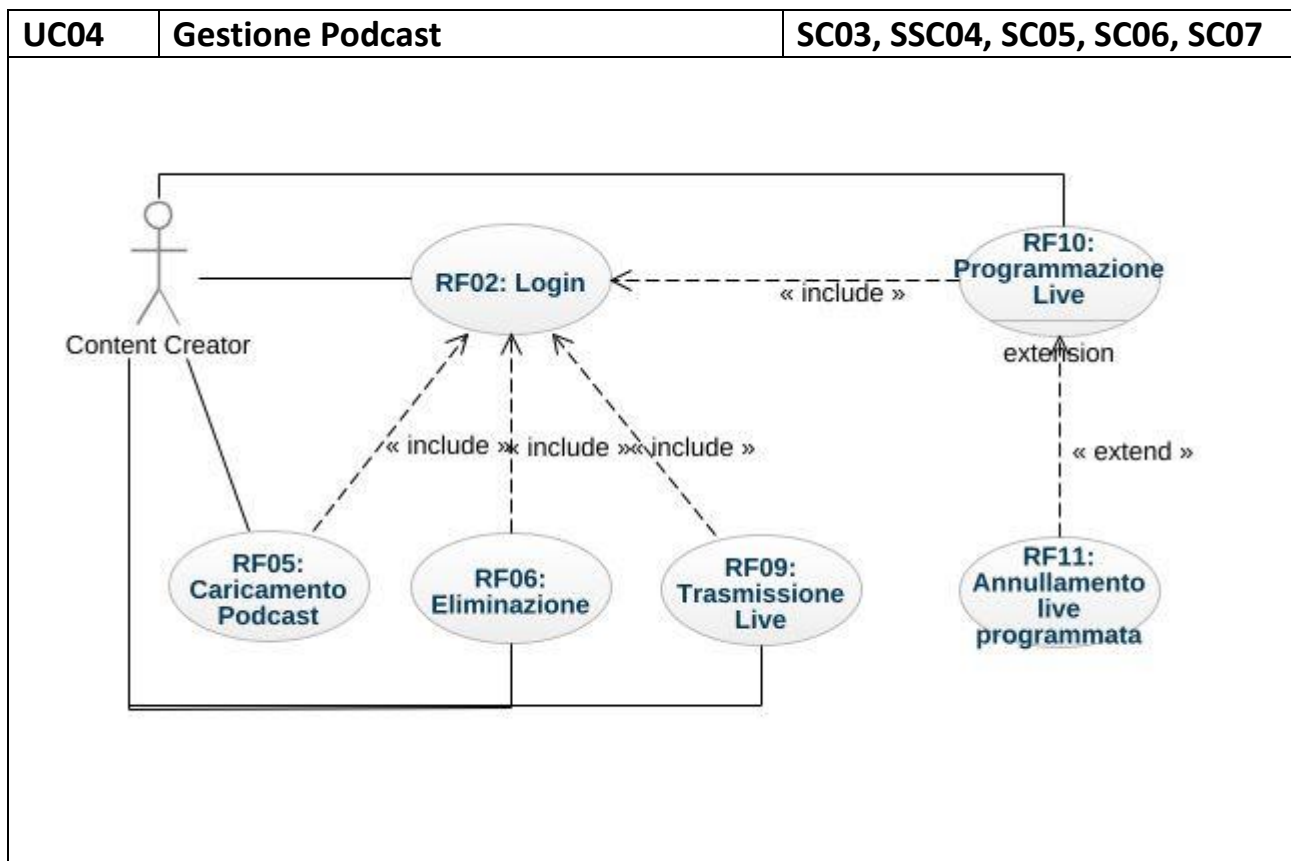 UC04 Gestione Podcast SC03, SSC04, SC05, SC06, SC07
RF10:
Programmazione
Live
RF02: Login
« include »
Content Creator
extension
« include »
« include »
« include »
« extend »
RF05:
Caricamento
Podcast
RF06:
Eliminazione
RF09:
Trasmissione
Live
RF11:
Annullamento
live
programmata